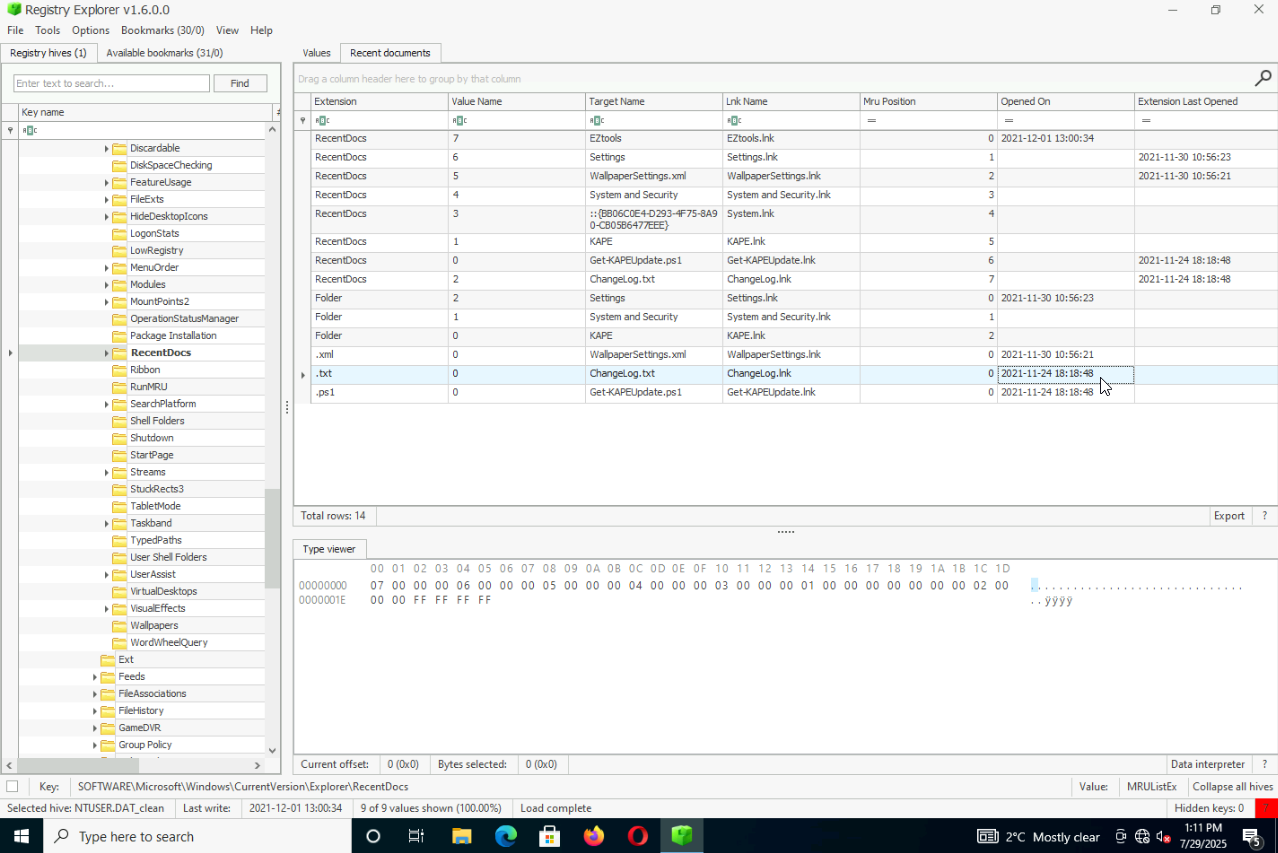 Registry Explorer v1.6.0.0
File Tools Options Bookmarks (30/0) View Help
Registry hives (1) Available bookmarks (31/0)
Values Recent documents
Enter text to search... Find
Drag a column header here to group by that column
Key name
Extension Value Name Target Name Lnk Name Mru Position Opened On Extension Last Opened
= = =
RecentDocs 7 EZtools EZtools.lnk 0 2021-12-01 13:00:34
RecentDocs 6 Settings Settings.lnk 1 2021-11-30 10:56:23
RecentDocs 5 WallpaperSettings.xml WallpaperSettings.lnk 2 2021-11-30 10:56:21
RecentDocs 4 System and Security System and Security.lnk 3
RecentDocs 3 ::{BB06C0E4-D293-4F75-8A9 System.lnk 4
0-CB05B6477EEE}
RecentDocs 1 KAPE KAPE.lnk 5
RecentDocs 0 Get-KAPEUpdate.ps1 Get-KAPEUpdate.lnk 6 2021-11-24 18:18:48
RecentDocs 2 ChangeLog.txt ChangeLog.lnk 7 2021-11-24 18:18:48
Folder 2 Settings Settings.lnk 0 2021-11-30 10:56:23
Folder 1 System and Security System and Security.lnk 1
Folder 0 KAPE KAPE.lnk 2
.xml 0 WallpaperSettings.xml WallpaperSettings.lnk 0 2021-11-30 10:56:21
.txt 0 ChangeLog.txt ChangeLog.lnk 0 2021-11-24 18:18:48
.ps1 0 Get-KAPEUpdate.ps1 Get-KAPEUpdate.lnk 0 2021-11-24 18:18:48
Discardable
DiskSpaceChecking
FeatureUsage
FileExts
HideDesktopIcons
LogonStats
LowRegistry
MenuOrder
Modules
MountPoints2
OperationStatusManager
Package Installation
RecentDocs
Ribbon
RunMRU
SearchPlatform
Shell Folders
Shutdown
StartPage
Streams
StuckRects3
TabletMode
Taskband
TypedPaths
User Shell Folders
UserAssist
VirtualDesktops
VisualEffects
Wallpapers
WordWheelQuery
Ext
Feeds
FileAssociations
FileHistory
GameDVR
Group Policy
Total rows: 14 Export ?
Type viewer
00 01 02 03 04 05 06 07 08 09 0A 0B 0C 0D 0E 0F 10 11 12 13 14 15 16 17 18 19 1A 1B 1C 1D
00000000 07 00 00 00 06 00 00 00 05 00 00 00 04 00 00 00 03 00 00 00 01 00 00 00 00 00 00 00 02 00 ..............................
0000001E 00 00 FF FF FF FF ..ÿÿÿÿ
Current offset: 0 (0x0) Bytes selected: 0 (0x0) Data interpreter ?
Key: SOFTWARE\Microsoft\Windows\CurrentVersion\Explorer\RecentDocs Value: MRUListEx Collapse all hives
Selected hive: NTUSER.DAT_clean Last write: 2021-12-01 13:00:34 9 of 9 values shown (100.00%) Load complete Hidden keys: 0 ?
Type here to search 2°C Mostly clear 1:11 PM
7/29/2025 5